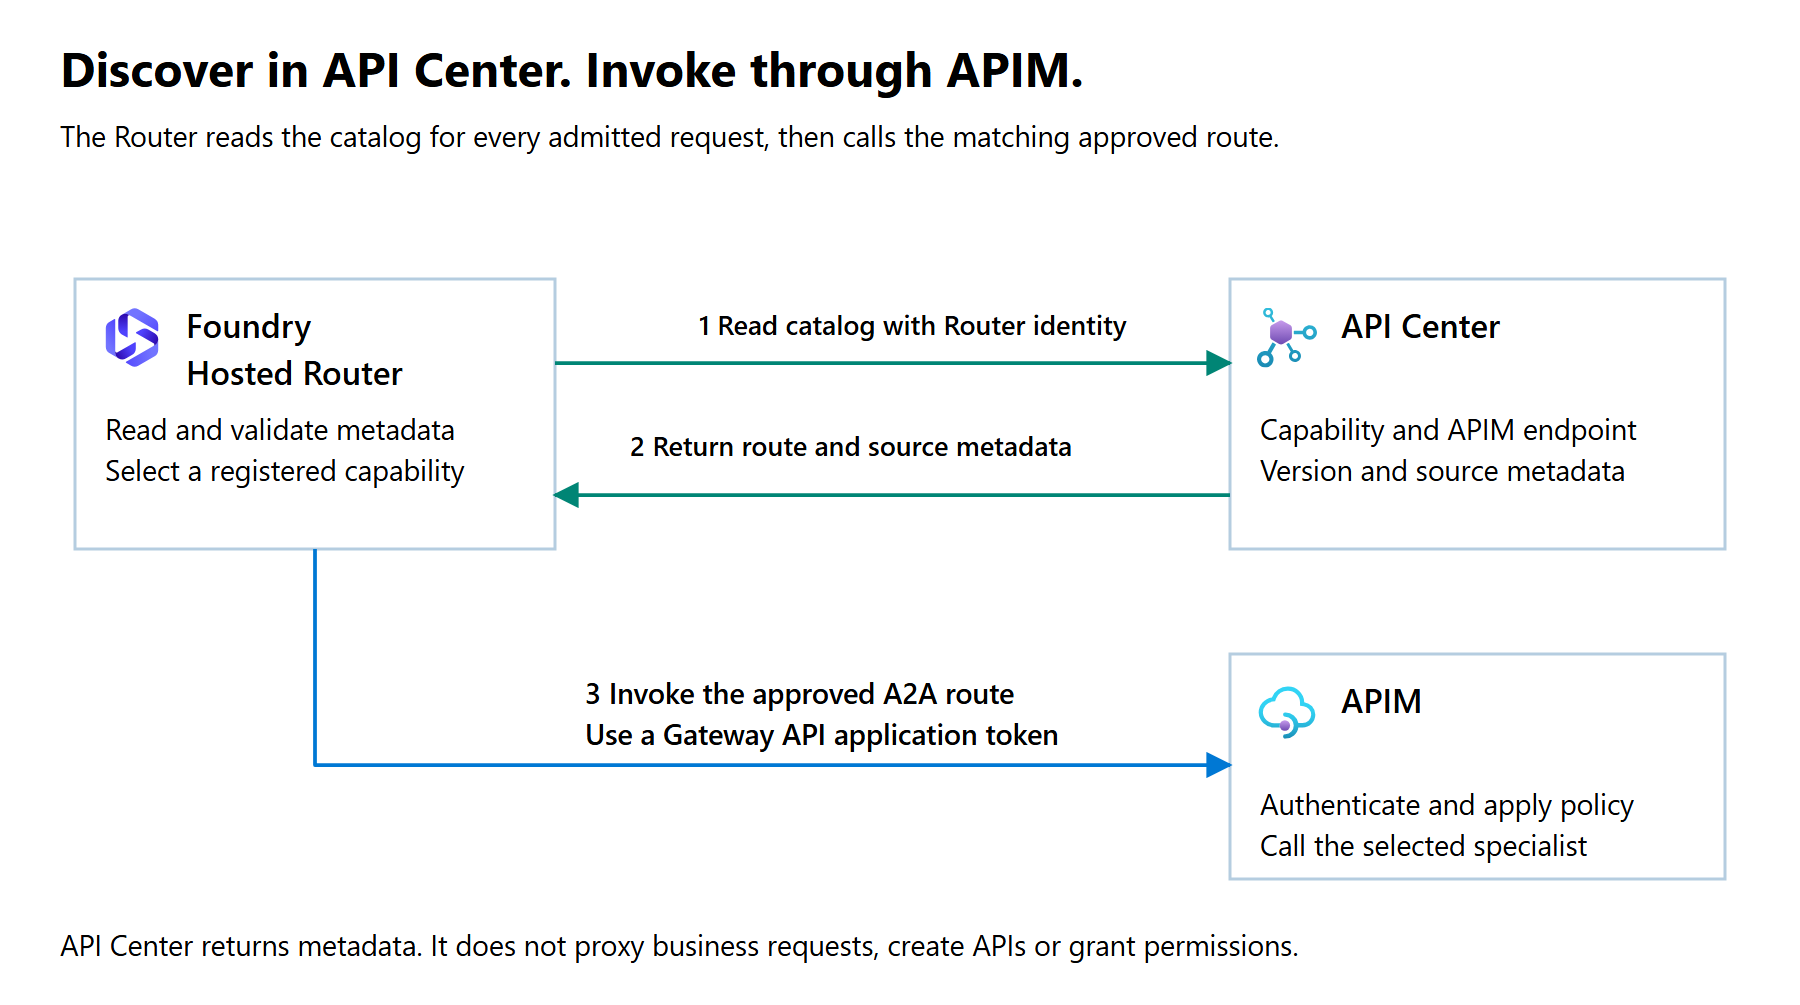 Discover in API Center. Invoke through APIM.
The Router reads the catalog for every admitted request, then calls the matching approved route.
Foundry
Hosted Router
Read and validate metadata
Select a registered capability
1 Read catalog with Router identity
2 Return route and source metadata
API Center
Capability and APIM endpoint
Version and source metadata
3 Invoke the approved A2A route
Use a Gateway API application token
APIM
Authenticate and apply policy
Call the selected specialist
API Center returns metadata. It does not proxy business requests, create APIs or grant permissions.